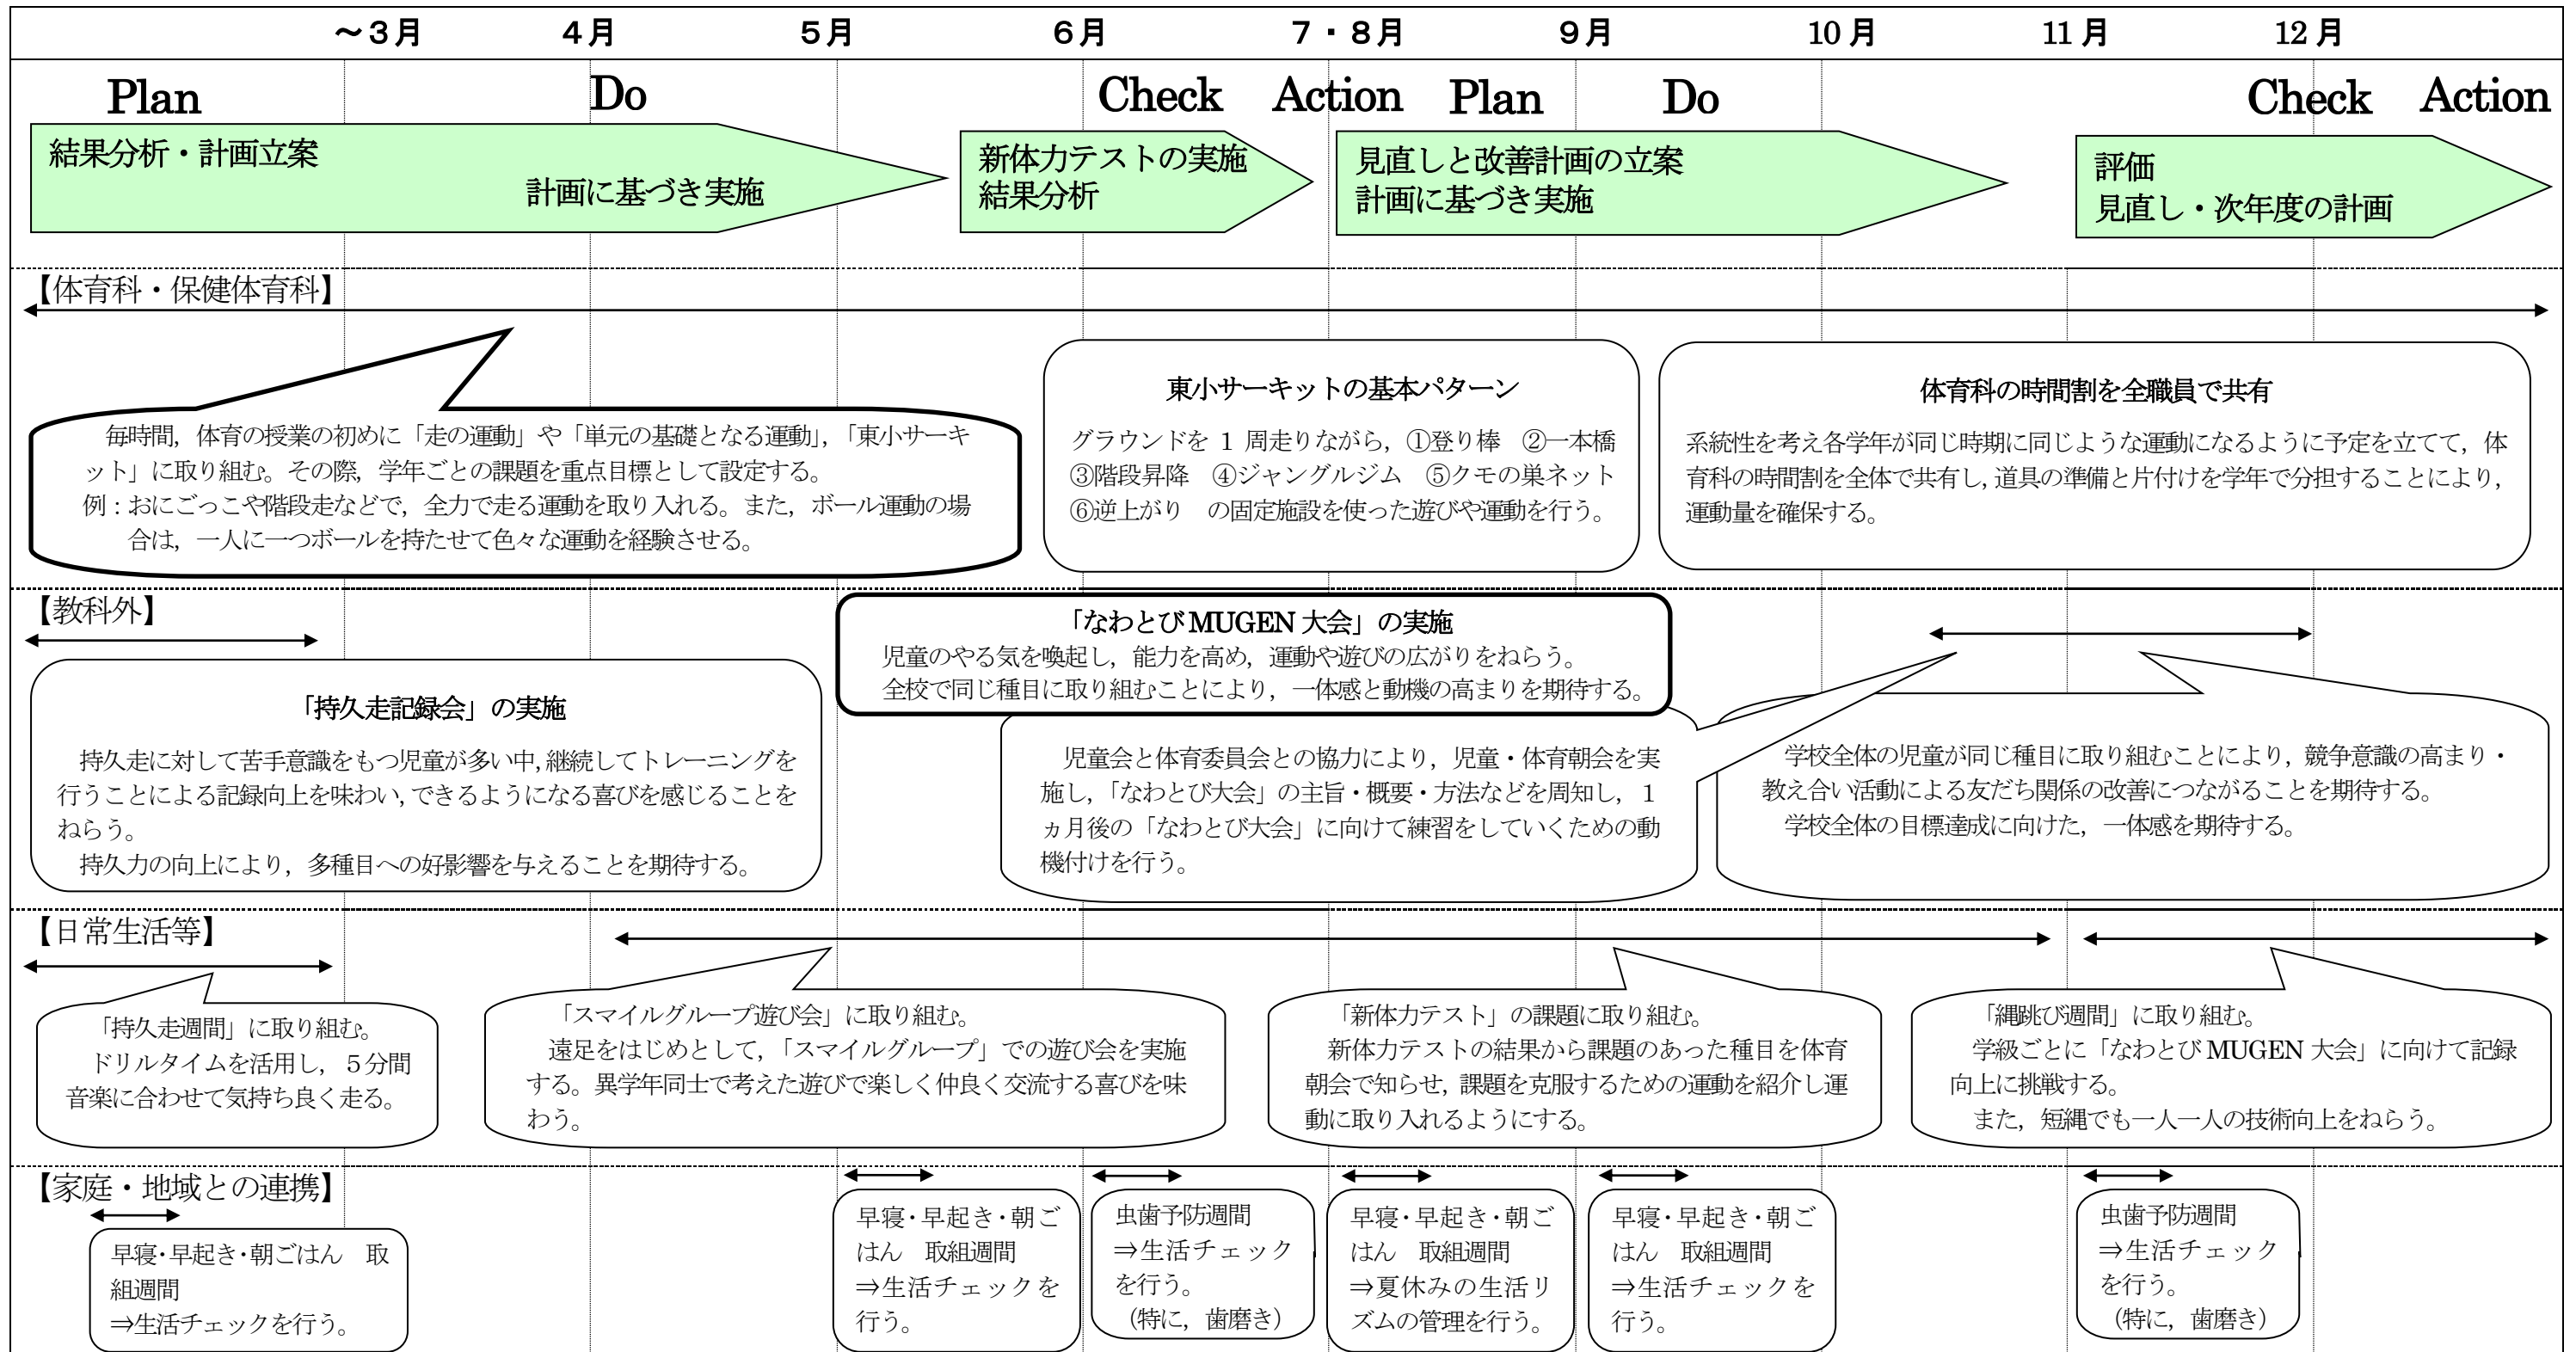 ～３月
４月
５月
６月
７・８月
９月
10 月
11 月
12 月
Plan
Do
Check
Action
Plan
Do
Check
Action
結果分析・計画立案
計画に基づき実施
新体力テストの実施
結果分析
見直しと改善計画の立案
計画に基づき実施
評価
見直し・次年度の計画
【体育科・保健体育科】
毎時間，体育の授業の初めに「走の運動」や「単元の基礎となる運動」，「東小サーキ
ット」に取り組む。その際，学年ごとの課題を重点目標として設定する。
例：おにごっこや階段走などで，全力で走る運動を取り入れる。また，ボール運動の場
合は，一人に一つボールを持たせて色々な運動を経験させる。
東小サーキットの基本パターン
グラウンドを 1 周走りながら，①登り棒　②一本橋
③階段昇降　④ジャングルジム　⑤クモの巣ネット
⑥逆上がり　の固定施設を使った遊びや運動を行う。
体育科の時間割を全職員で共有
系統性を考え各学年が同じ時期に同じような運動になるように予定を立てて，体
育科の時間割を全体で共有し，道具の準備と片付けを学年で分担することにより，
運動量を確保する。
【教科外】
「持久走記録会」の実施
持久走に対して苦手意識をもつ児童が多い中，継続してトレーニングを
行うことによる記録向上を味わい，できるようになる喜びを感じることを
ねらう。
持久力の向上により，多種目への好影響を与えることを期待する。
「なわとび MUGEN 大会」の実施
児童のやる気を喚起し，能力を高め，運動や遊びの広がりをねらう。
全校で同じ種目に取り組むことにより，一体感と動機の高まりを期待する。
児童会と体育委員会との協力により，児童・体育朝会を実
施し，「なわとび大会」の主旨・概要・方法などを周知し，１
ヵ月後の「なわとび大会」に向けて練習をしていくための動
機付けを行う。
学校全体の児童が同じ種目に取り組むことにより，競争意識の高まり・
教え合い活動による友だち関係の改善につながることを期待する。
学校全体の目標達成に向けた，一体感を期待する。
【日常生活等】
「持久走週間」に取り組む。
ドリルタイムを活用し，５分間
音楽に合わせて気持ち良く走る。
「スマイルグループ遊び会」に取り組む。
遠足をはじめとして，「スマイルグループ」での遊び会を実施
する。異学年同士で考えた遊びで楽しく仲良く交流する喜びを味
わう。
「新体力テスト」の課題に取り組む。
新体力テストの結果から課題のあった種目を体育
朝会で知らせ，課題を克服するための運動を紹介し運
動に取り入れるようにする。
「縄跳び週間」に取り組む。
学級ごとに「なわとび MUGEN 大会」に向けて記録
向上に挑戦する。
また，短縄でも一人一人の技術向上をねらう。
【家庭・地域との連携】
早寝・早起き・朝ごはん　取
組週間
⇒生活チェックを行う。
早寝・早起き・朝ご
はん　取組週間
⇒生活チェックを
行う。
虫歯予防週間
⇒生活チェック
を行う。
（特に，歯磨き）
早寝・早起き・朝ご
はん　取組週間
⇒夏休みの生活リ
ズムの管理を行う。
早寝・早起き・朝ご
はん　取組週間
⇒生活チェックを
行う。
虫歯予防週間
⇒生活チェック
を行う。
（特に，歯磨き）